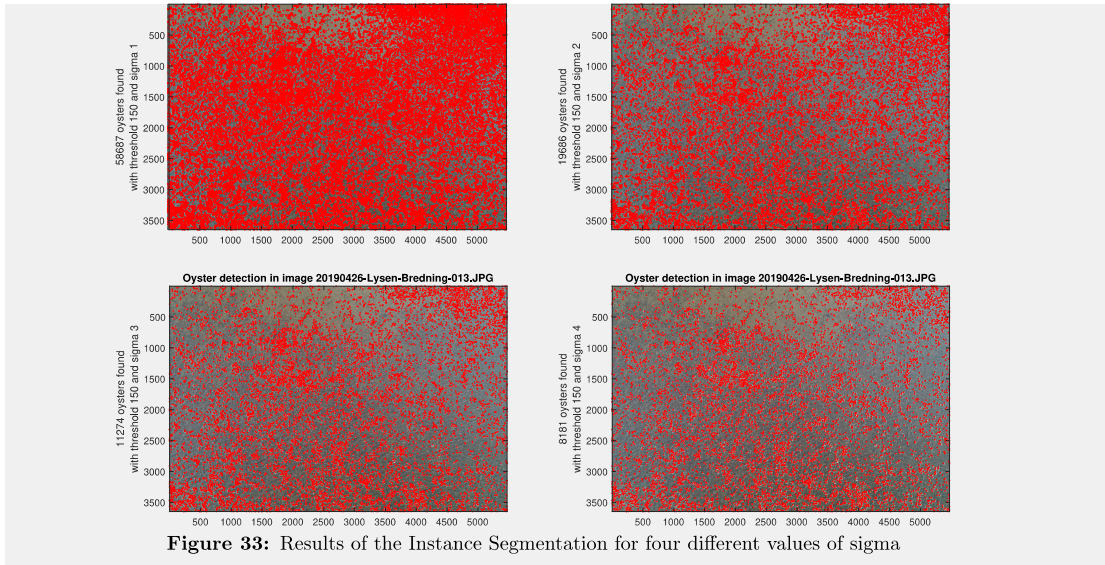 58687 oysters found
with threshold 150 and sigma 1
500
1000
1500
2000
2500
3000
3500
500 1000 1500 2000 2500 3000 3500 4000 4500 5000
19686 oysters found
with threshold 150 and sigma 2
500
1000
1500
2000
2500
3000
3500
500 1000 1500 2000 2500 3000 3500 4000 4500 5000
Oyster detection in image 20190426-Lysen-Bredning-013.JPG
11274 oysters found
with threshold 150 and sigma 3
500
1000
1500
2000
2500
3000
3500
500 1000 1500 2000 2500 3000 3500 4000 4500 5000
Oyster detection in image 20190426-Lysen-Bredning-013.JPG
8181 oysters found
with threshold 150 and sigma 4
500
1000
1500
2000
2500
3000
3500
500 1000 1500 2000 2500 3000 3500 4000 4500 5000
Figure 33: Results of the Instance Segmentation for four different values of sigma